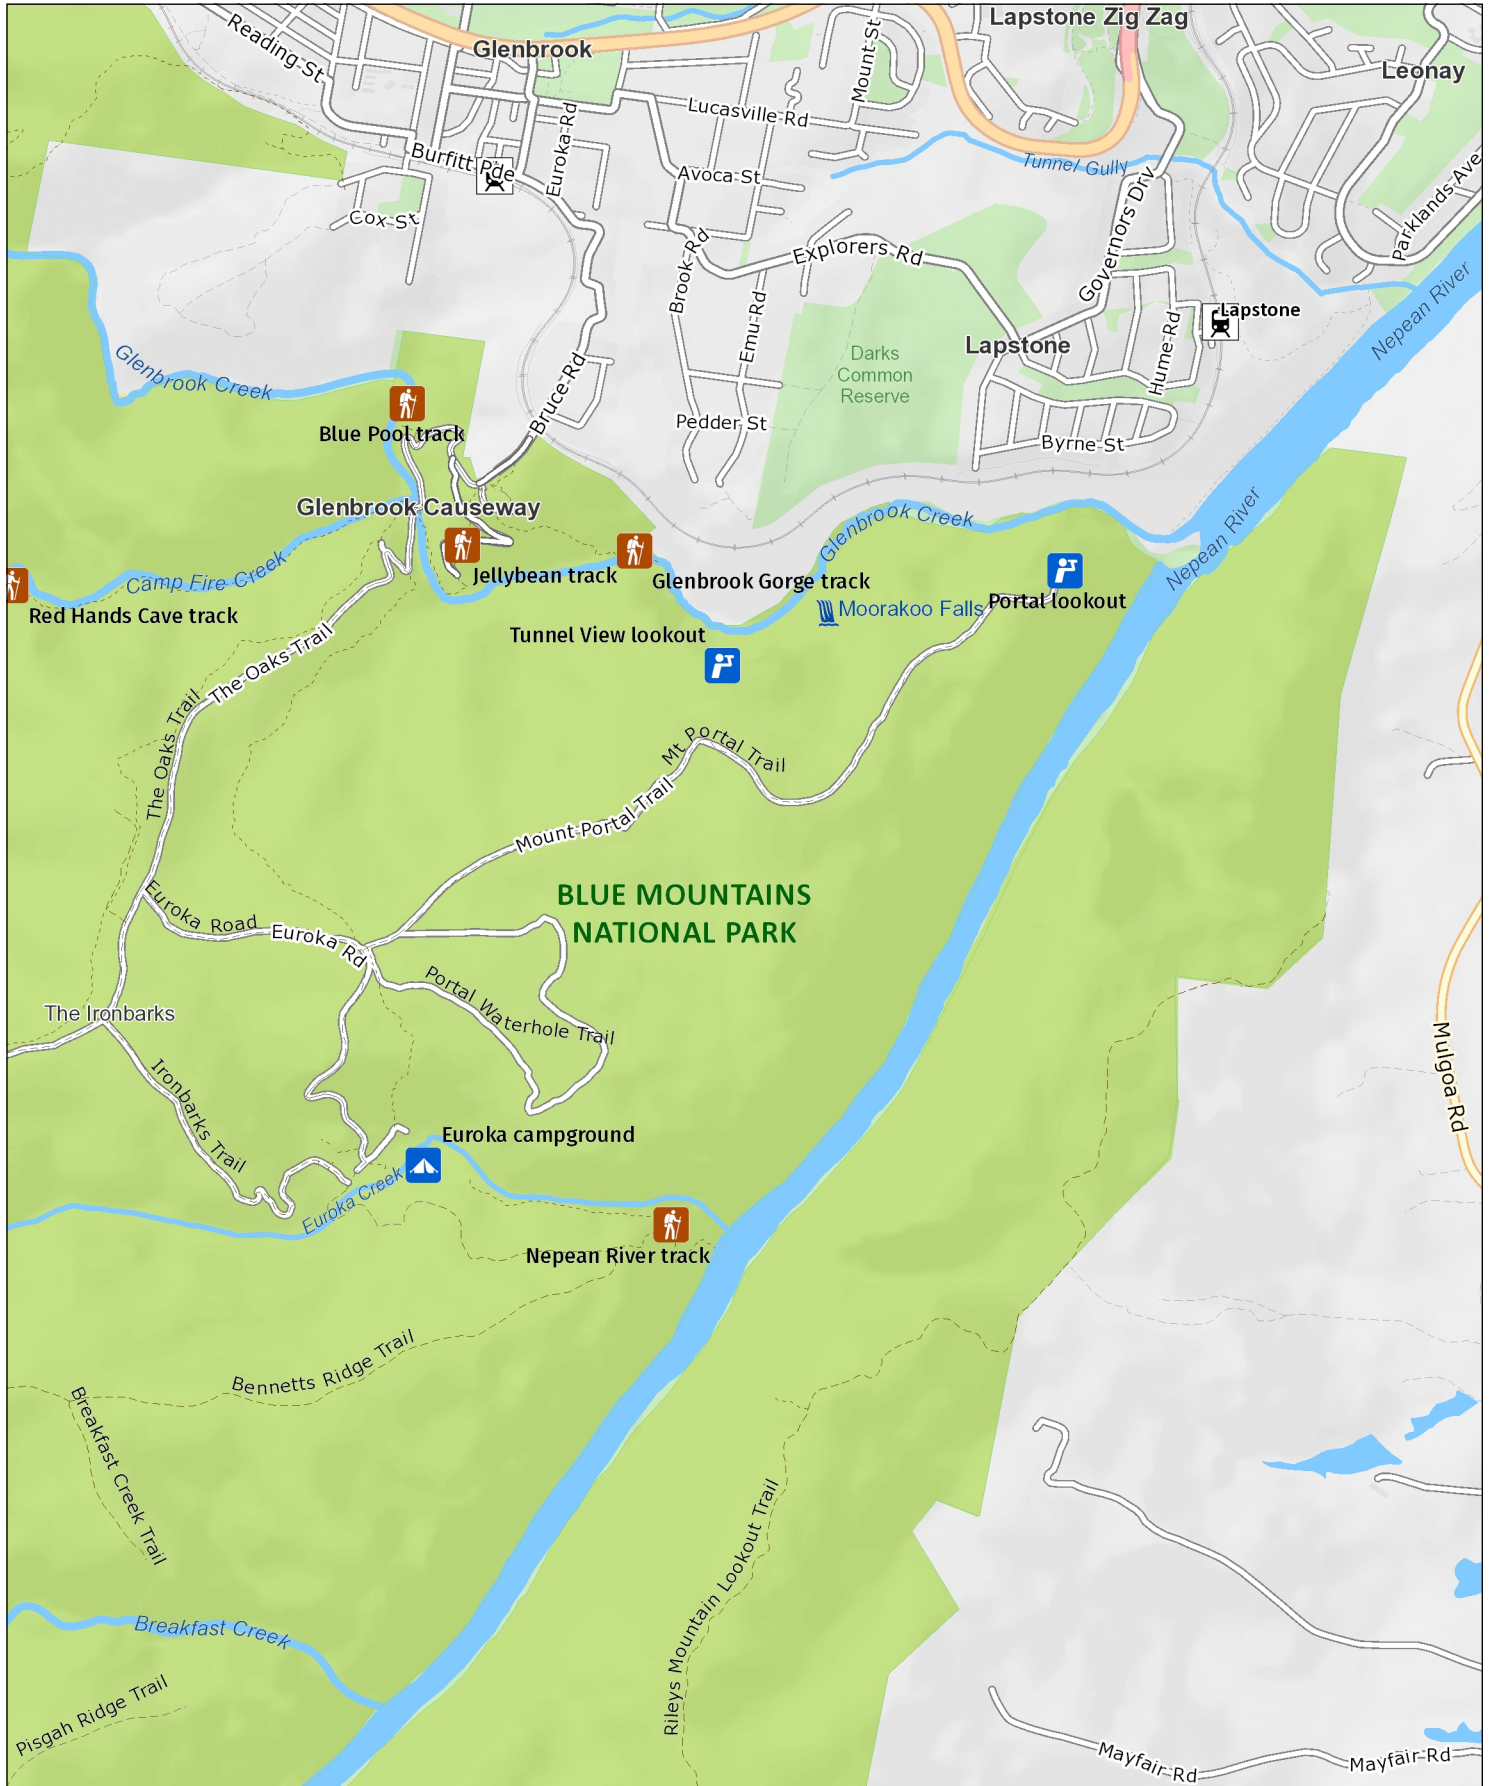 Lapstone Zig Zag
Reading St
Glenbrook
Mount St
Leonay
Lucasville Rd
Eureka Rd
Burfitt Pde
Tunnel Gully
Avoca St
Parklands Ave
Cox St
Governors Drv
Explorers Rd
Brook Rd
Nepean River
Lapstone
Emu Rd
Hume Rd
Lapstone
Darks
Common
Reserve
Glenbrook Creek
Bruce Rd
Pedder St
Blue Pool track
Byrne St
Glenbrook Causeway
Glenbrook Creek
Nepean River
Camp Fire Creek
Jellybean track
Glenbrook Gorge track
Red Hands Cave track
Portal lookout
Moorakoo Falls
Tunnel View lookout
The Oaks Trail
The Oaks Trail
Mt Portal Trail
Mount Portal Trail
BLUE MOUNTAINS
NATIONAL PARK
Euroka Road
Euroka Rd
Portal Waterhole Trail
The Ironbarks
Mulgoa Rd
Ironbarks Trail
Euroka campground
Euroka Creek
Nepean River track
Bennetts Ridge Trail
Breakfast Creek Trail
Rileys Mountain Lookout Trail
Breakfast Creek
Pisgah Ridge Trail
Mayfair Rd
Mayfair Rd